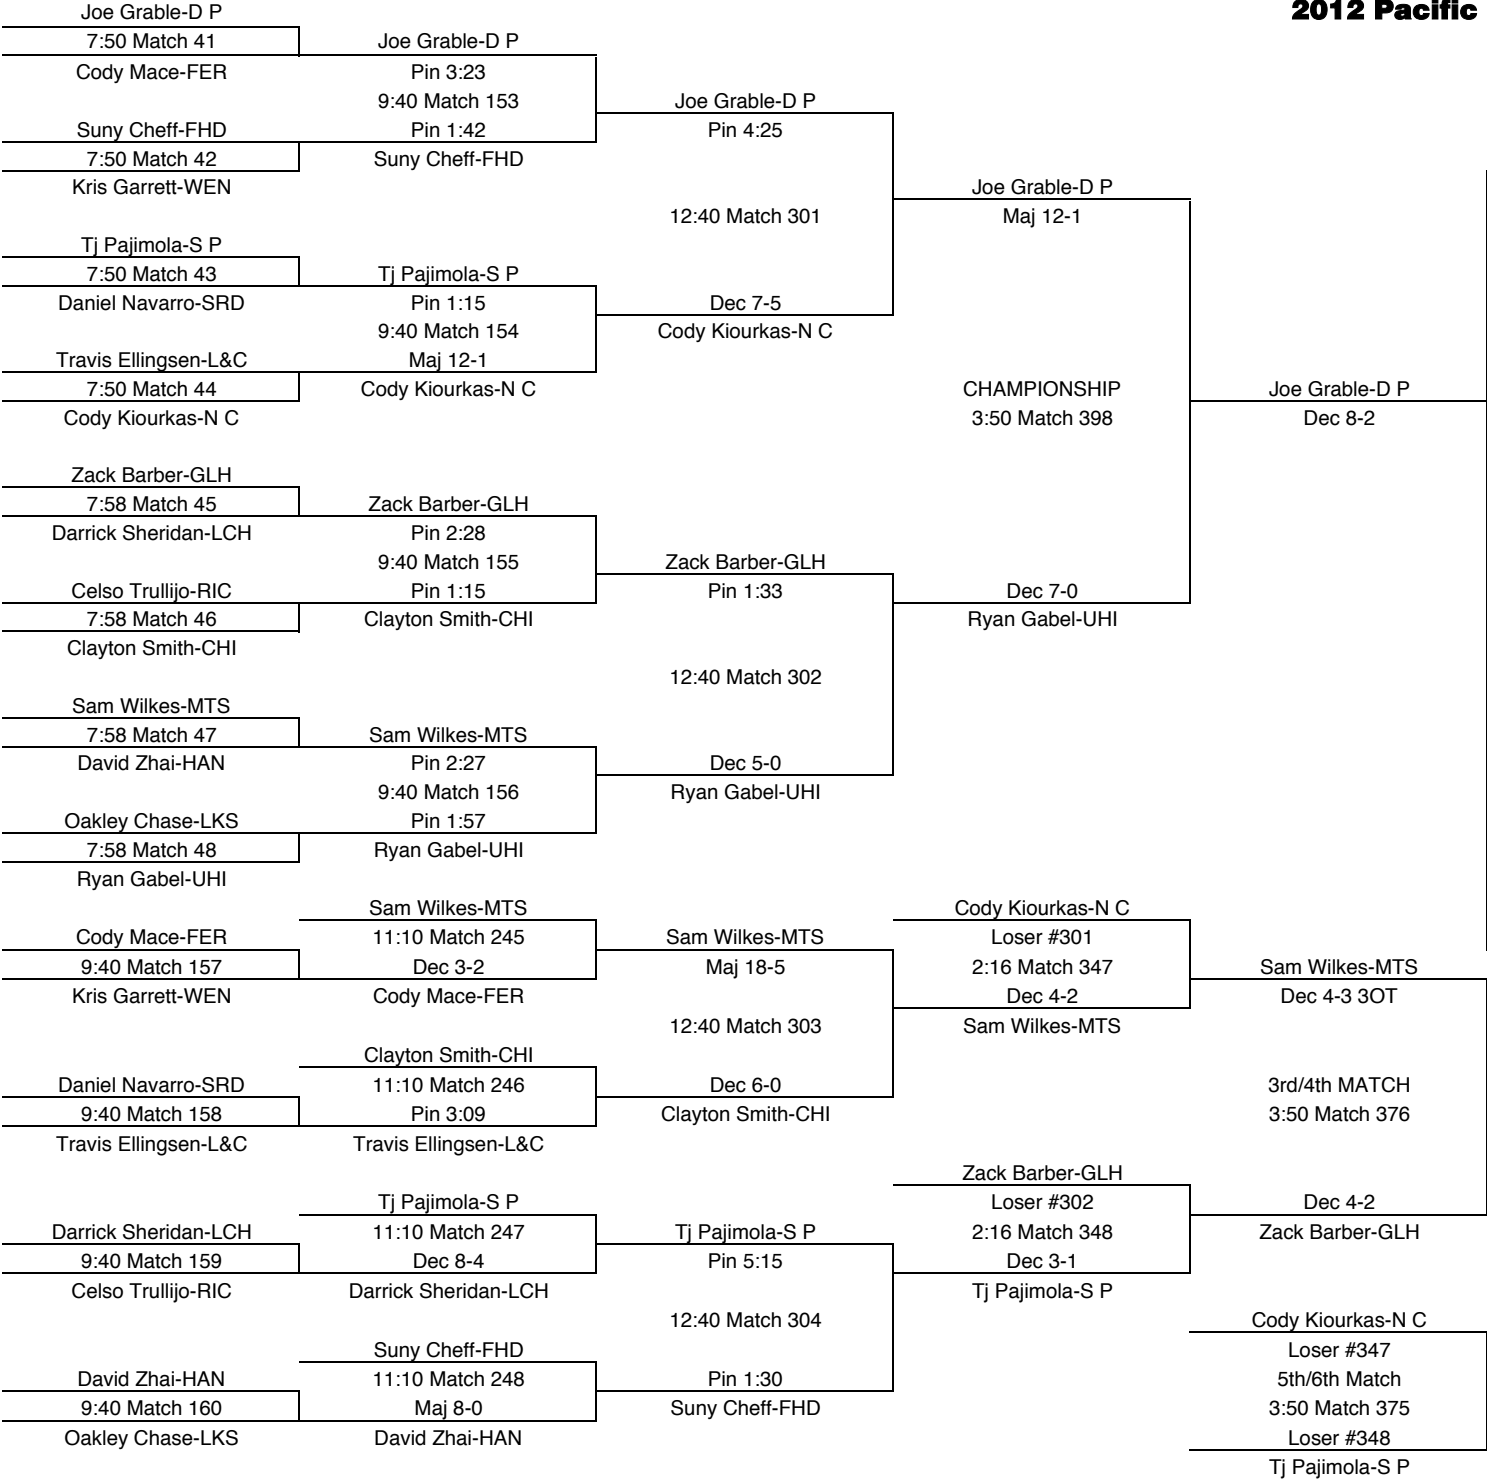 2012 Pacific
Joe Grable-D P
7:50 Match 41
Cody Mace-FER
Suny Cheff-FHD
7:50 Match 42
Kris Garrett-WEN
Tj Pajimola-S P
7:50 Match 43
Daniel Navarro-SRD
Travis Ellingsen-L&C
7:50 Match 44
Cody Kiourkas-N C
Zack Barber-GLH
7:58 Match 45
Darrick Sheridan-LCH
Celso Trullijo-RIC
7:58 Match 46
Clayton Smith-CHI
Sam Wilkes-MTS
7:58 Match 47
David Zhai-HAN
Oakley Chase-LKS
7:58 Match 48
Ryan Gabel-UHI
Joe Grable-D P
Pin 3:23
9:40 Match 153
Pin 1:42
Suny Cheff-FHD
Tj Pajimola-S P
Pin 1:15
9:40 Match 154
Maj 12-1
Cody Kiourkas-N C
Zack Barber-GLH
Pin 2:28
9:40 Match 155
Pin 1:15
Clayton Smith-CHI
Sam Wilkes-MTS
Pin 2:27
9:40 Match 156
Pin 1:57
Ryan Gabel-UHI
Joe Grable-D P
Pin 4:25
12:40 Match 301
Dec 7-5
Cody Kiourkas-N C
Zack Barber-GLH
Pin 1:33
12:40 Match 302
Dec 5-0
Ryan Gabel-UHI
Joe Grable-D P
Maj 12-1
CHAMPIONSHIP
3:50 Match 398
Dec 7-0
Ryan Gabel-UHI
Joe Grable-D P
Dec 8-2
Cody Mace-FER
9:40 Match 157
Kris Garrett-WEN
Daniel Navarro-SRD
9:40 Match 158
Travis Ellingsen-L&C
Darrick Sheridan-LCH
9:40 Match 159
Celso Trullijo-RIC
David Zhai-HAN
9:40 Match 160
Oakley Chase-LKS
Sam Wilkes-MTS
11:10 Match 245
Dec 3-2
Cody Mace-FER
Clayton Smith-CHI
11:10 Match 246
Pin 3:09
Travis Ellingsen-L&C
Tj Pajimola-S P
11:10 Match 247
Dec 8-4
Darrick Sheridan-LCH
Suny Cheff-FHD
11:10 Match 248
Maj 8-0
David Zhai-HAN
Sam Wilkes-MTS
Maj 18-5
12:40 Match 303
Dec 6-0
Clayton Smith-CHI
Tj Pajimola-S P
Pin 5:15
12:40 Match 304
Pin 1:30
Suny Cheff-FHD
Cody Kiourkas-N C
Loser #301
2:16 Match 347
Dec 4-2
Sam Wilkes-MTS
Zack Barber-GLH
Loser #302
2:16 Match 348
Dec 3-1
Tj Pajimola-S P
Sam Wilkes-MTS
Dec 4-3 3OT
3rd/4th MATCH
3:50 Match 376
Dec 4-2
Zack Barber-GLH
Cody Kiourkas-N C
Loser #347
5th/6th Match
3:50 Match 375
Loser #348
Tj Pajimola-S P